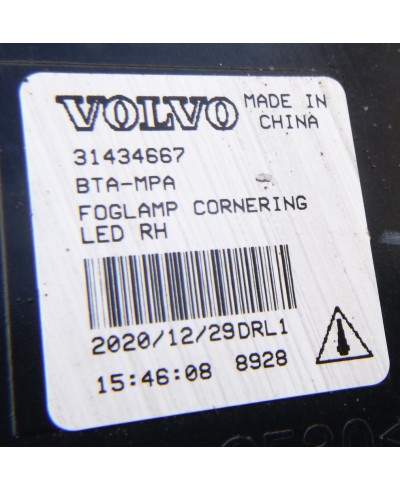 VOLVO MADE IN
CHINA
31434667
BTA-MPA
FOGLAMP CORNERING
LED RH
2020/12/29DRL1
15:46:08 8928